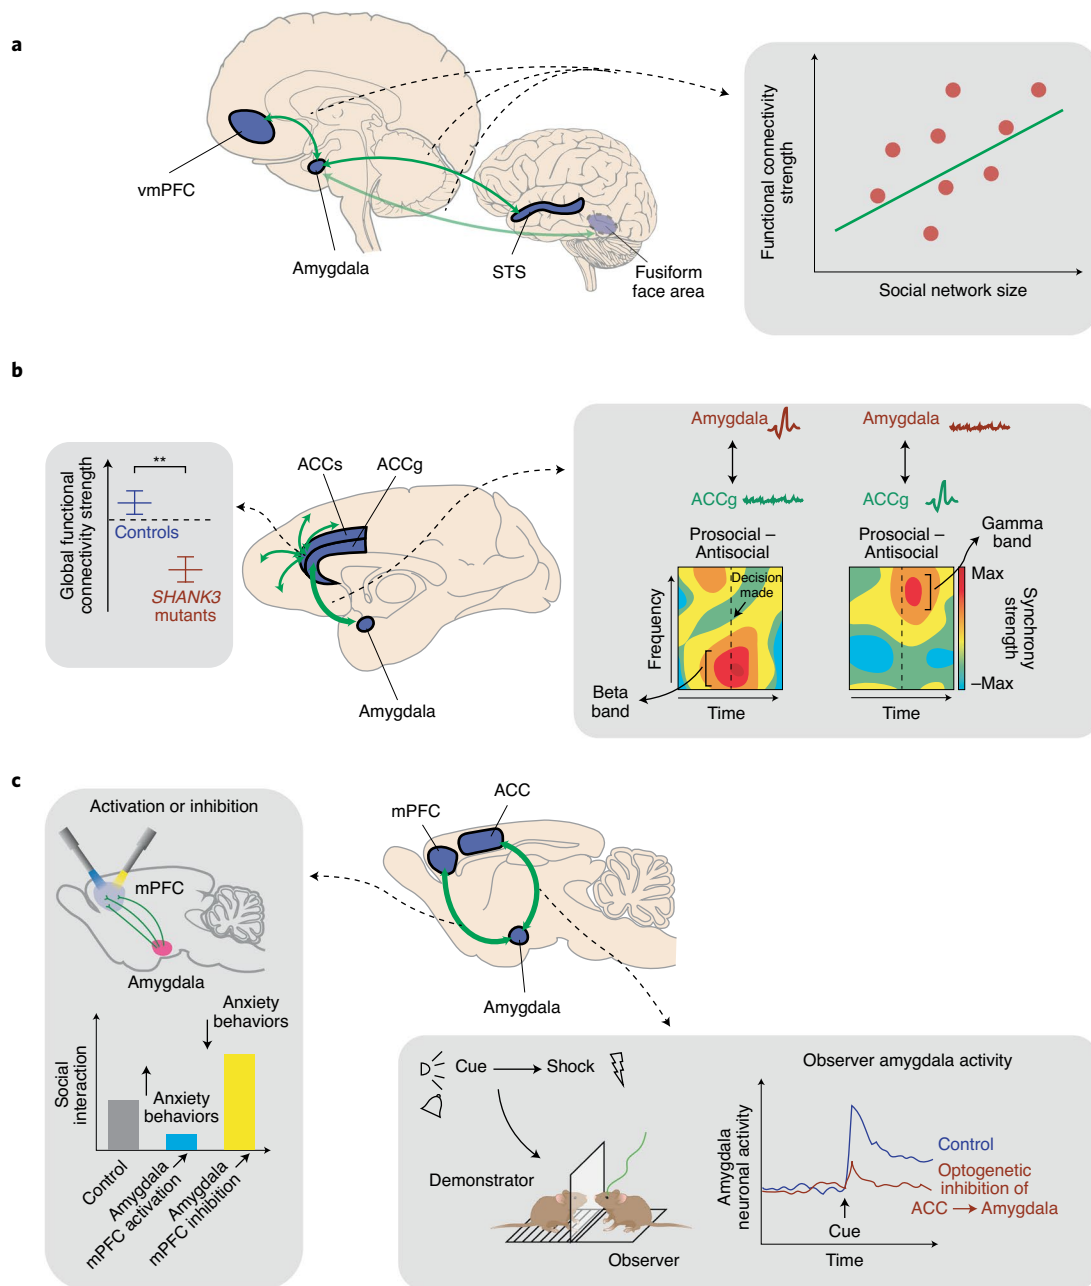 a
vmPFC
Amygdala
STS
Fusiform
face area
Functional connectivity
strength
Social network size
b
Global functional
connectivity strength
**
Controls
SHANK3
mutants
ACCs
ACCg
Amygdala
Amygdala
ACCg
Prosocial –
Antisocial
Decision
made
Frequency
Beta
band
Time
Amygdala
ACCg
Prosocial –
Antisocial
Gamma
band
Max
Synchrony
strength
–Max
Time
c
Activation or inhibition
mPFC
Amygdala
Social
interaction
Anxiety
behaviors
Anxiety
behaviors
Control
Amygdala →
mPFC activation
Amygdala →
mPFC inhibition
mPFC
ACC
Amygdala
Cue → Shock
Demonstrator
Observer
Observer amygdala activity
Amygdala
neuronal activity
Control
Optogenetic
inhibition of
ACC → Amygdala
Cue
Time